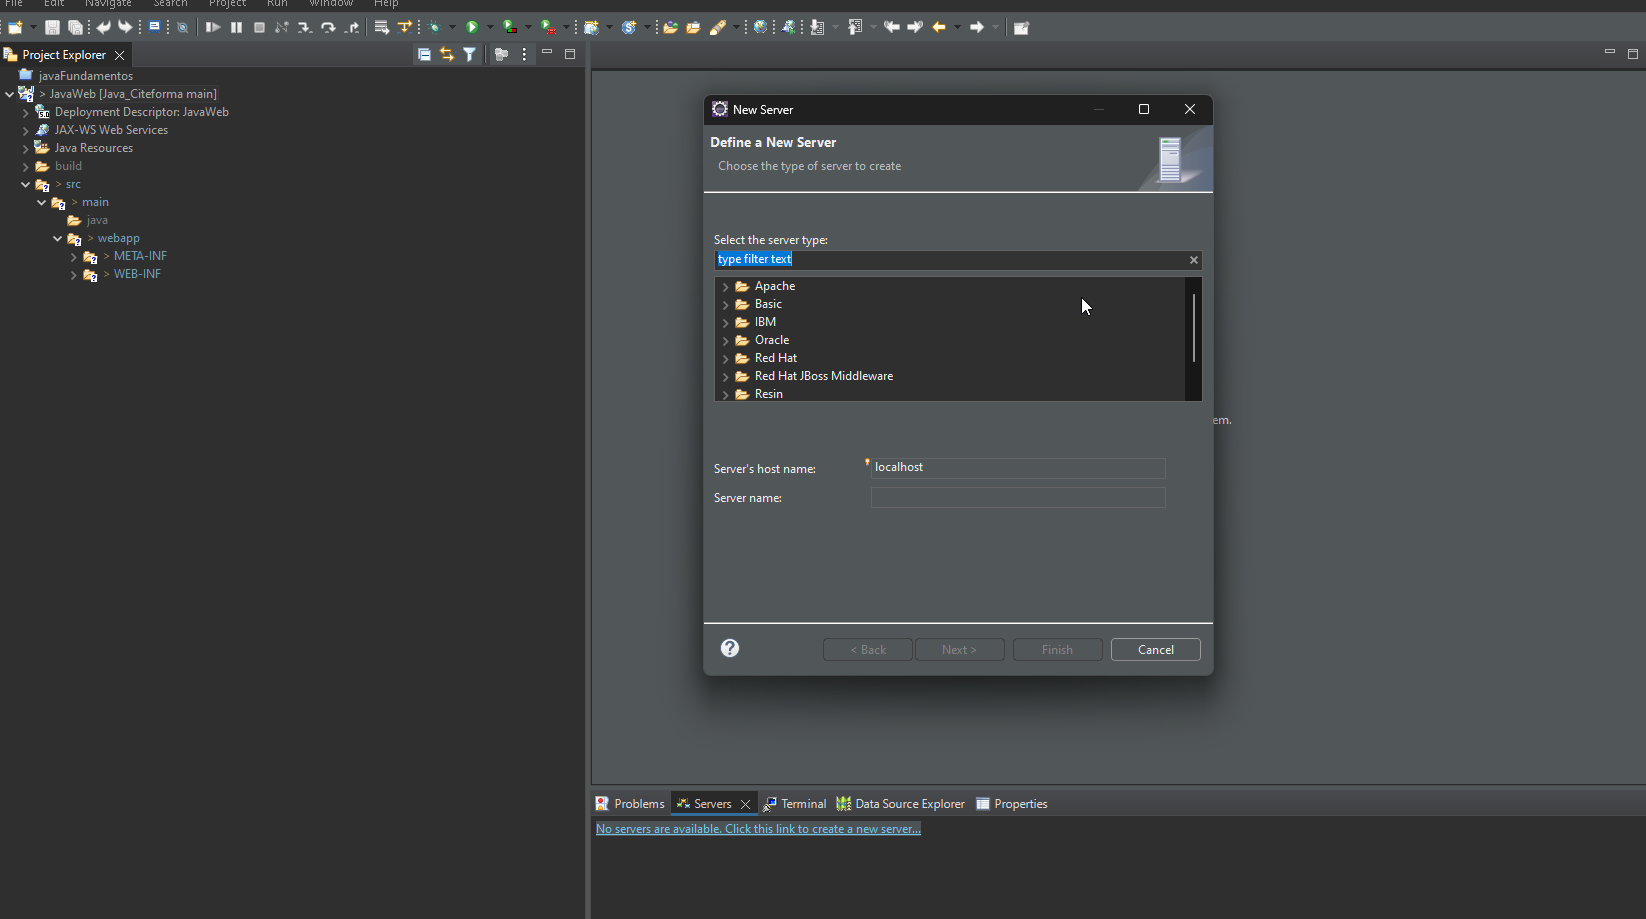 File Edit Navigate Search Project Run Window Help
Project Explorer
javaFundamentos
> JavaWeb [Java_Citeforma main]
Deployment Descriptor: JavaWeb
JAX-WS Web Services
Java Resources
build
> src
> main
java
> webapp
> META-INF
> WEB-INF
New Server
Define a New Server
Choose the type of server to create
Select the server type:
type filter text
Apache
Basic
IBM
Oracle
Red Hat
Red Hat JBoss Middleware
Resin
em.
Server's host name: localhost
Server name:
? < Back Next > Finish Cancel
Problems Servers Terminal Data Source Explorer Properties
No servers are available. Click this link to create a new server...